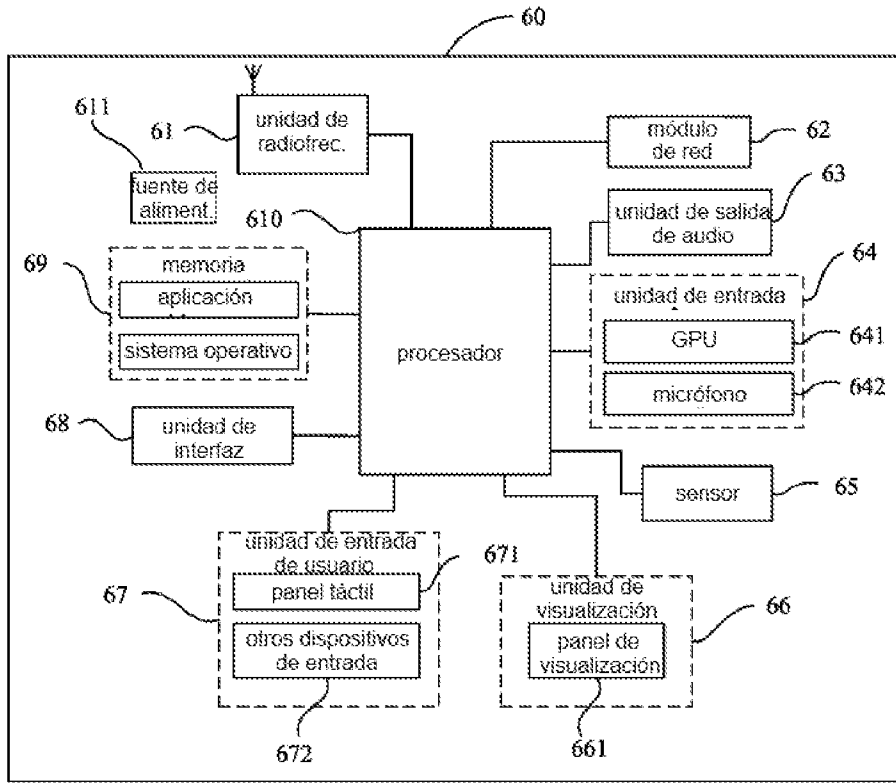 60
611
61
unidad de
radiofrec.
módulo
de red
62
fuente de
aliment.
610
unidad de salida
de audio
63
69
memoria
aplicación
sistema operativo
procesador
64
unidad de entrada
GPU
641
micrófono
642
68
unidad de
interfaz
sensor
65
67
unidad de entrada
de usuario
panel táctil
671
otros dispositivos
de entrada
672
unidad de
visualización
66
panel de
visualización
661